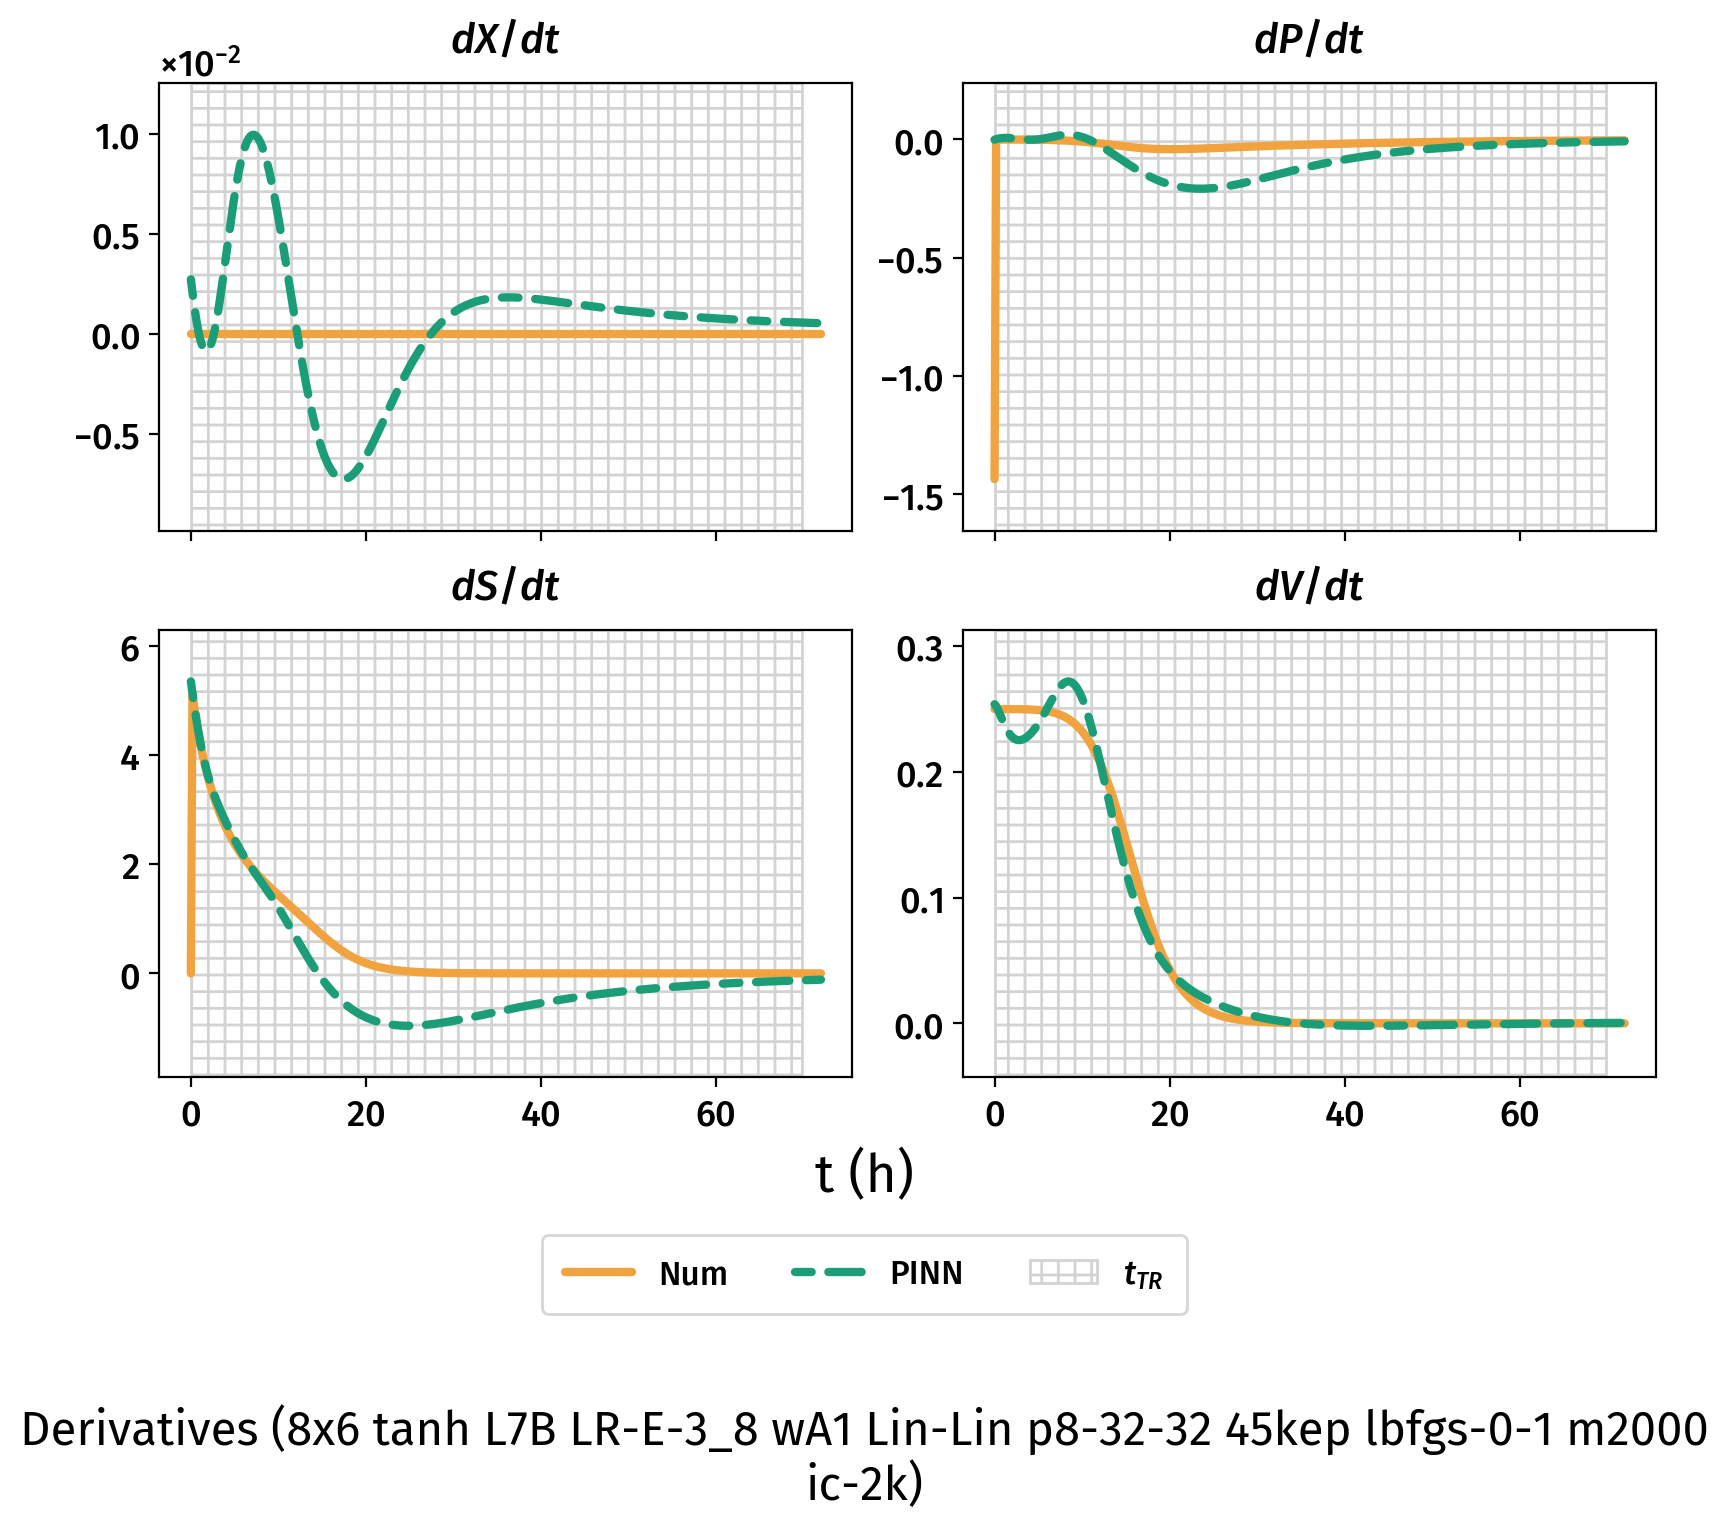 dX/dt
dP/dt
×10⁻²
1.0
0.5
0.0
−0.5
0.0
−0.5
−1.0
−1.5
dS/dt
dV/dt
6
4
2
0
0.3
0.2
0.1
0.0
0 20 40 60
0 20 40 60
t (h)
Num PINN t_TR
Derivatives (8x6 tanh L7B LR-E-3_8 wA1 Lin-Lin p8-32-32 45kep lbfgs-0-1 m2000
ic-2k)